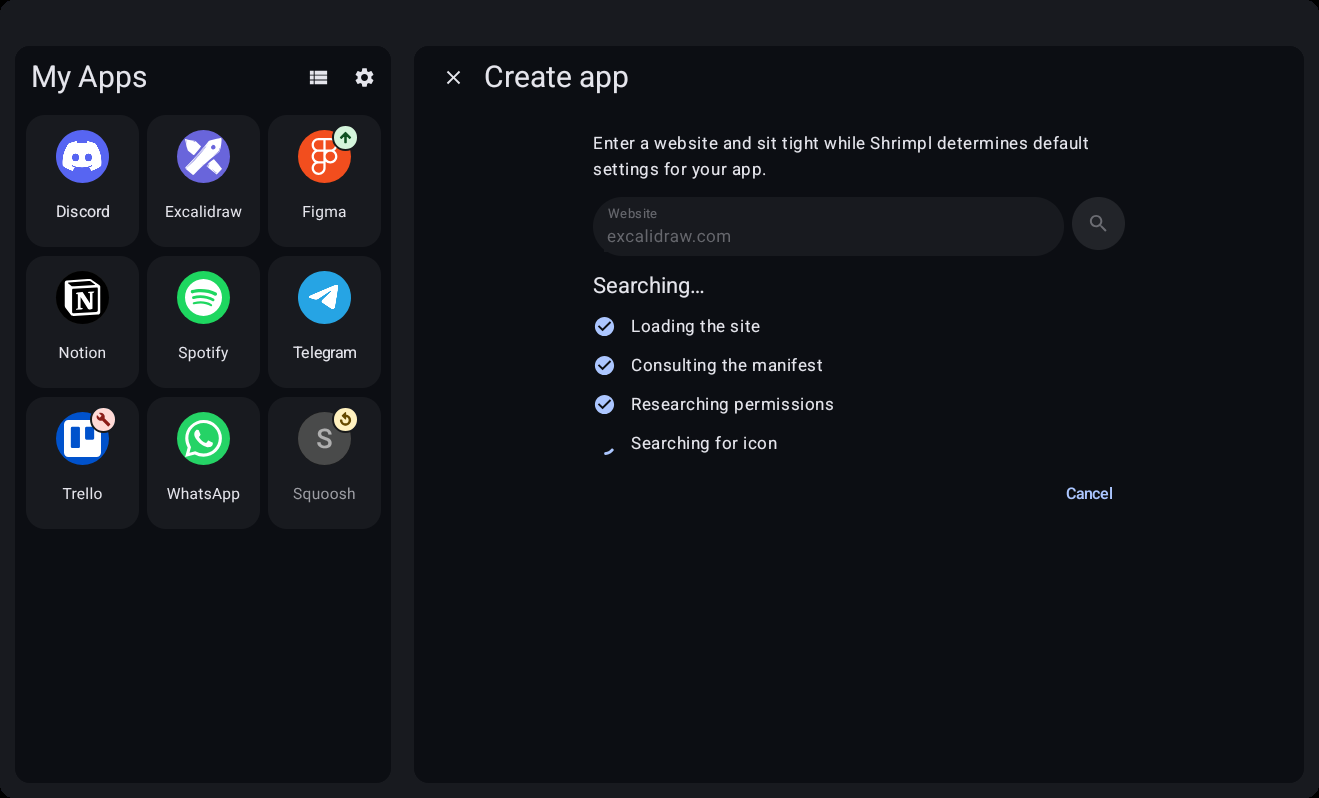 My Apps
Discord
Excalidraw
Figma
N
Notion
Spotify
Telegram
Trello
WhatsApp
S
Squoosh
Create app
Enter a website and sit tight while Shrimpl determines default
settings for your app.
Website
excalidraw.com
Searching…
Loading the site
Consulting the manifest
Researching permissions
Searching for icon
Cancel